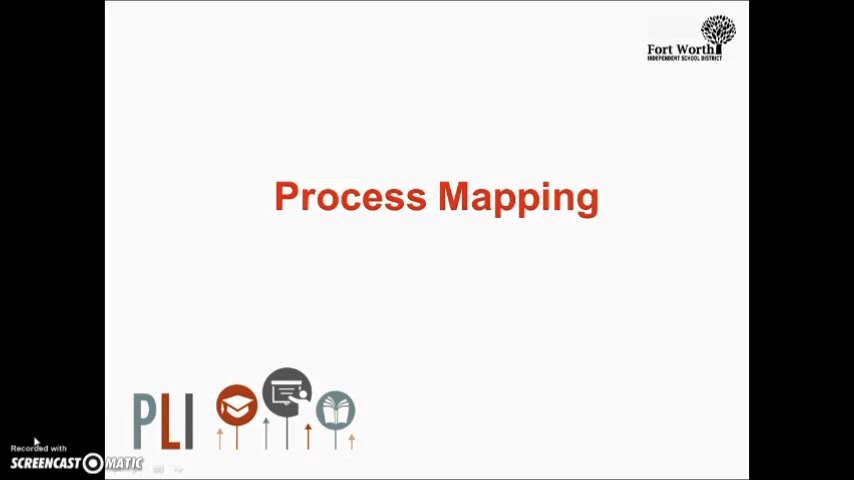 Fort Worth
INDEPENDENT SCHOOL DISTRICT
Process Mapping
PLI
Recorded with
SCREENCAST MATIC